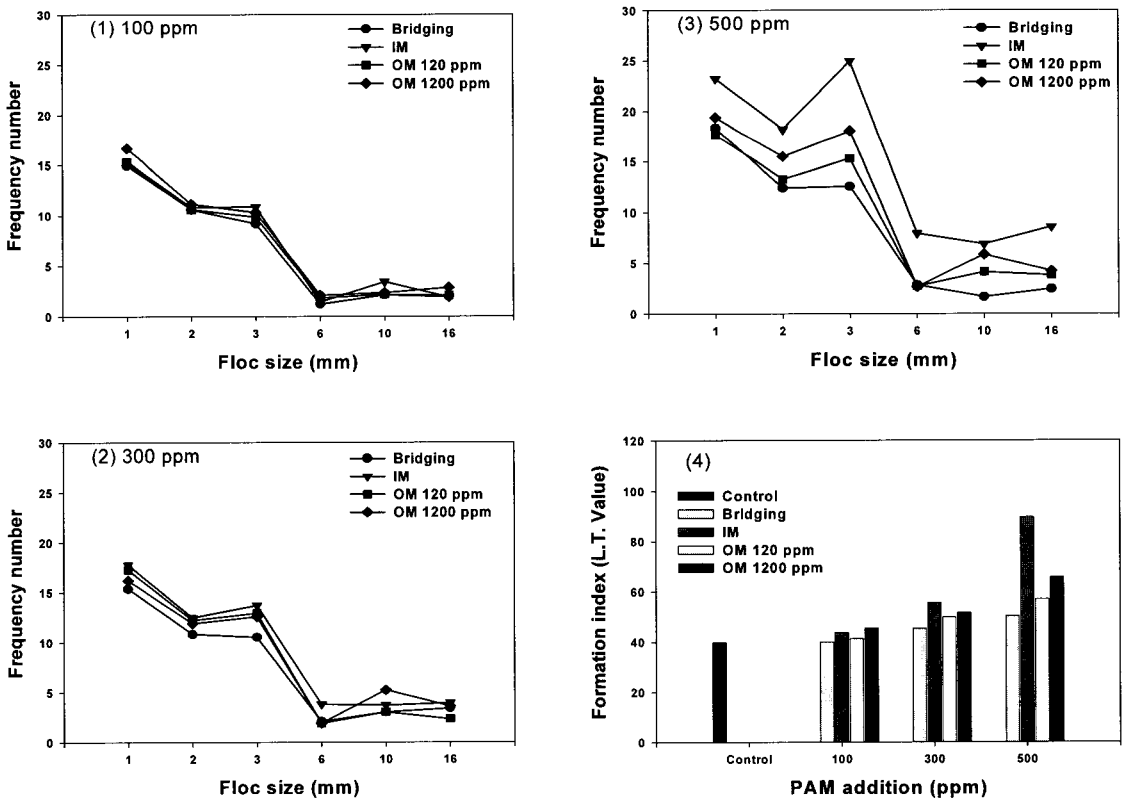 (1) 100 ppm
Bridging
IM
OM 120 ppm
OM 1200 ppm
Frequency number
30
25
20
15
10
5
0
1 2 3 6 10 16
Floc size (mm)
(3) 500 ppm
Bridging
IM
OM 120 ppm
OM 1200 ppm
Frequency number
30
25
20
15
10
5
0
1 2 3 6 10 16
Floc size (mm)
(2) 300 ppm
Bridging
IM
OM 120 ppm
OM 1200 ppm
Frequency number
30
25
20
15
10
5
0
1 2 3 6 10 16
Floc size (mm)
(4)
Control
Bridging
IM
OM 120 ppm
OM 1200 ppm
Formation index (L.T. Value)
120
100
80
60
40
20
0
Control 100 300 500
PAM addition (ppm)